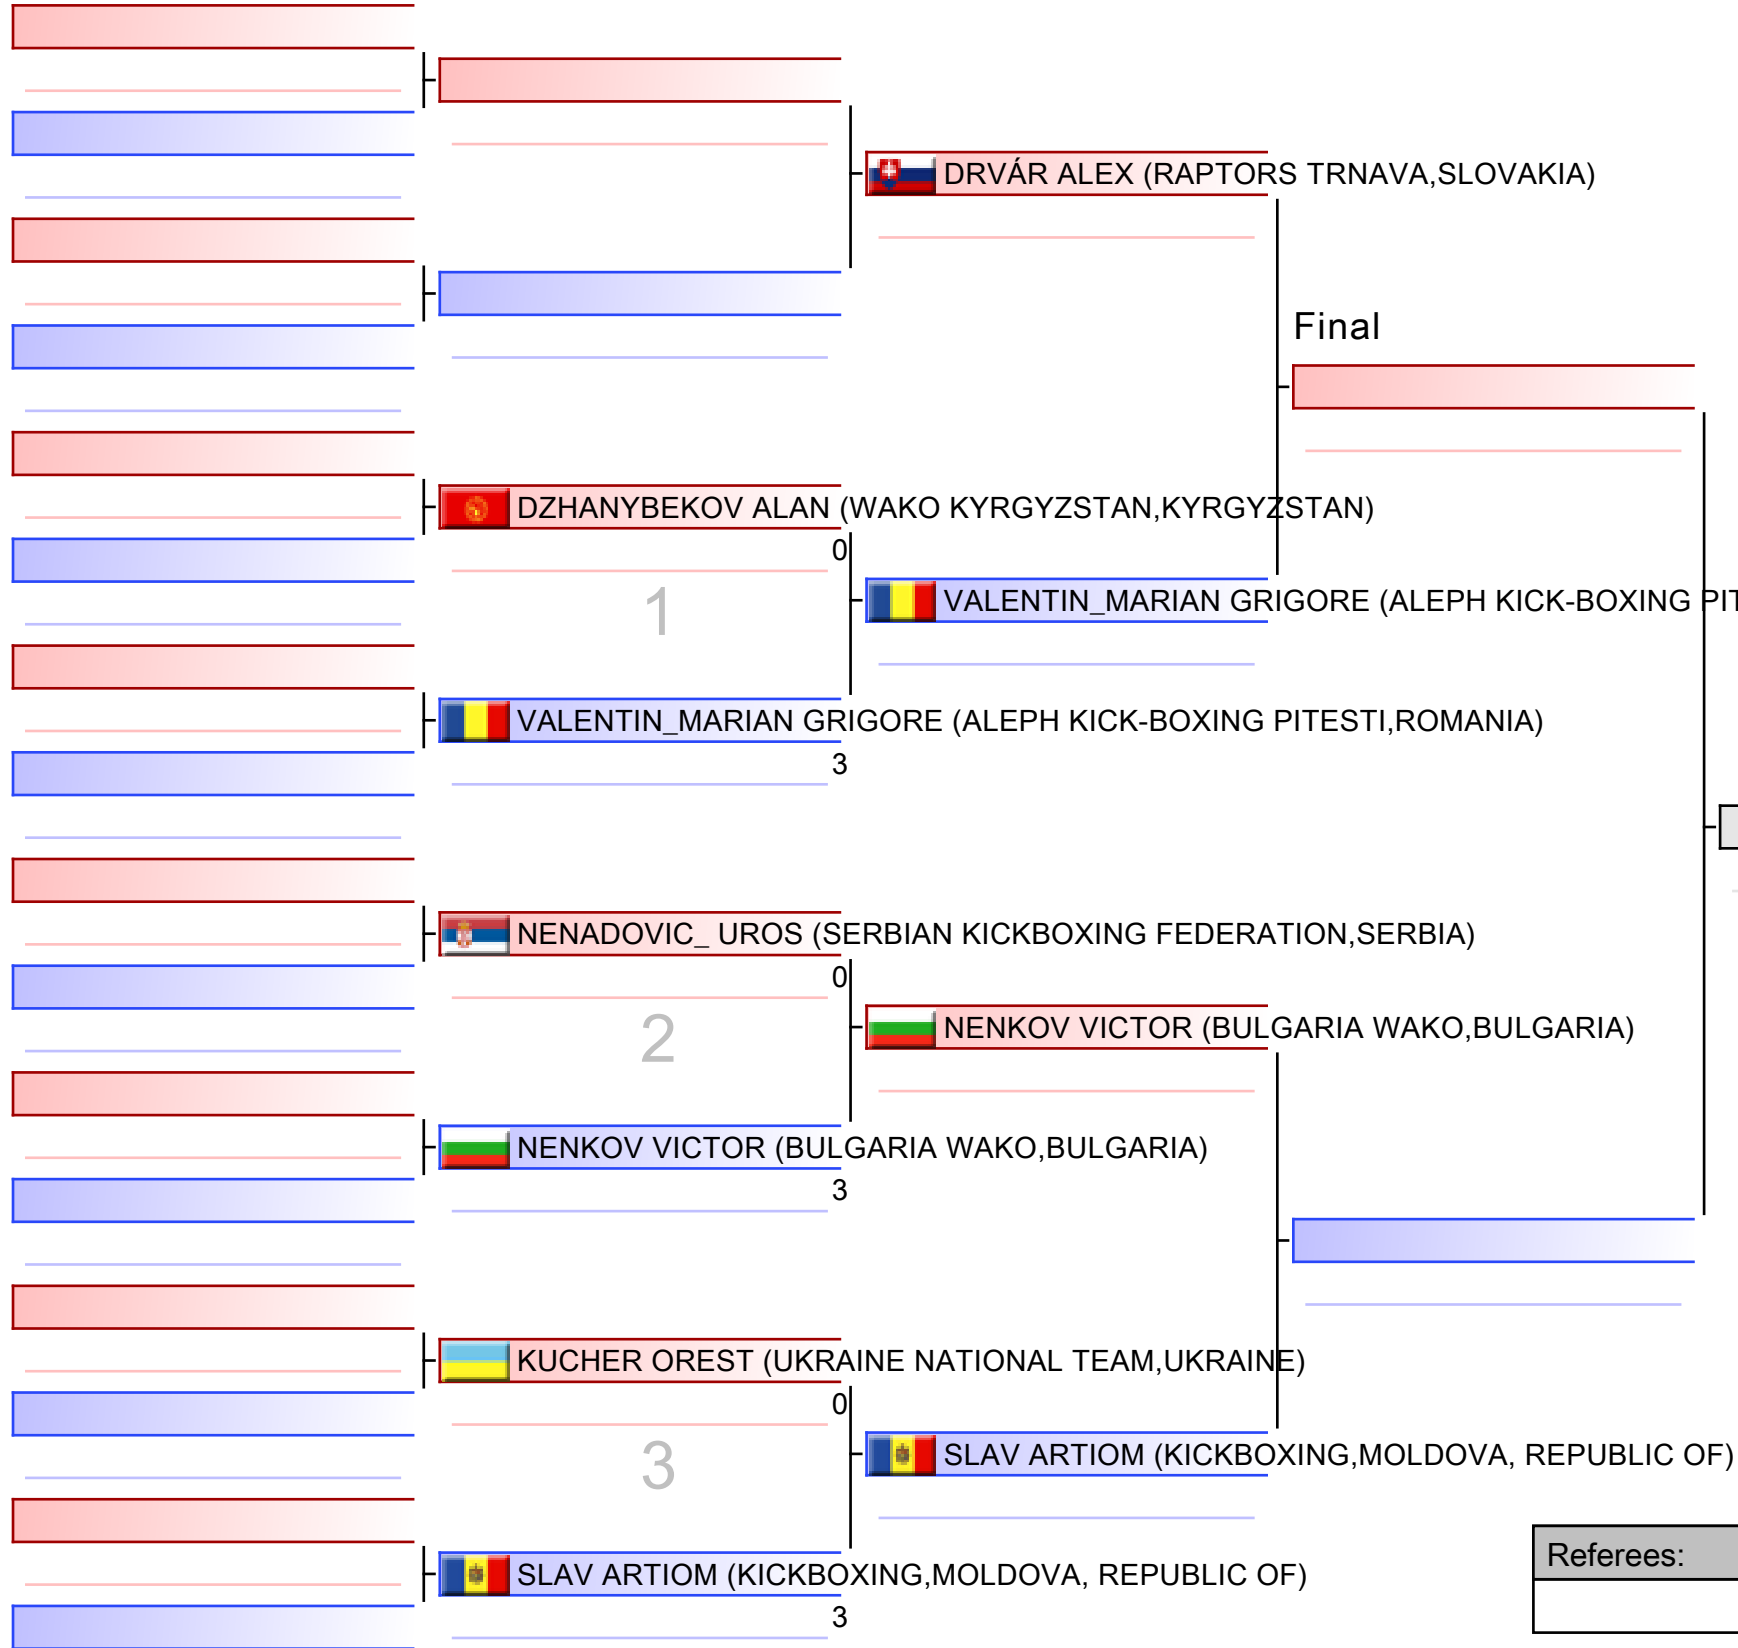 DRVÁR ALEX (RAPTORS TRNAVA,SLOVAKIA)
Final
DZHANYBEKOV ALAN (WAKO KYRGYZSTAN,KYRGYZSTAN)
0
1
VALENTIN_MARIAN GRIGORE (ALEPH KICK-BOXING PIT
VALENTIN_MARIAN GRIGORE (ALEPH KICK-BOXING PITESTI,ROMANIA)
3
NENADOVIC_ UROS (SERBIAN KICKBOXING FEDERATION,SERBIA)
0
2
NENKOV VICTOR (BULGARIA WAKO,BULGARIA)
NENKOV VICTOR (BULGARIA WAKO,BULGARIA)
3
KUCHER OREST (UKRAINE NATIONAL TEAM,UKRAINE)
0
3
SLAV ARTIOM (KICKBOXING,MOLDOVA, REPUBLIC OF)
Referees:
SLAV ARTIOM (KICKBOXING,MOLDOVA, REPUBLIC OF)
3